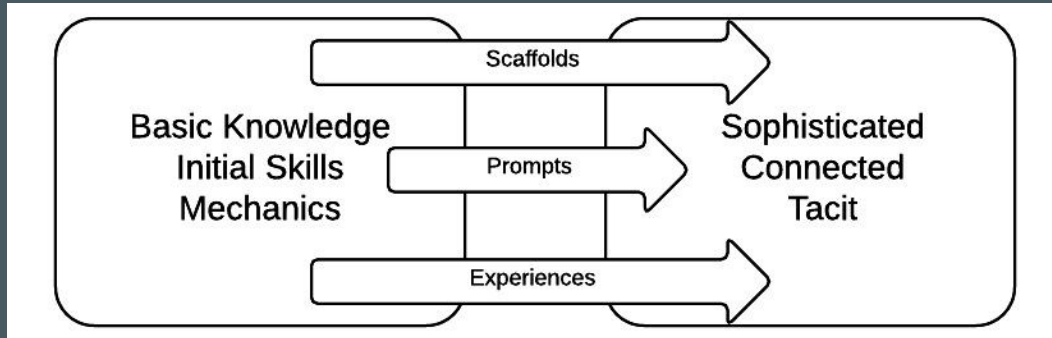 Scaffolds
Basic Knowledge
Initial Skills
Mechanics
Prompts
Sophisticated
Connected
Tacit
Experiences